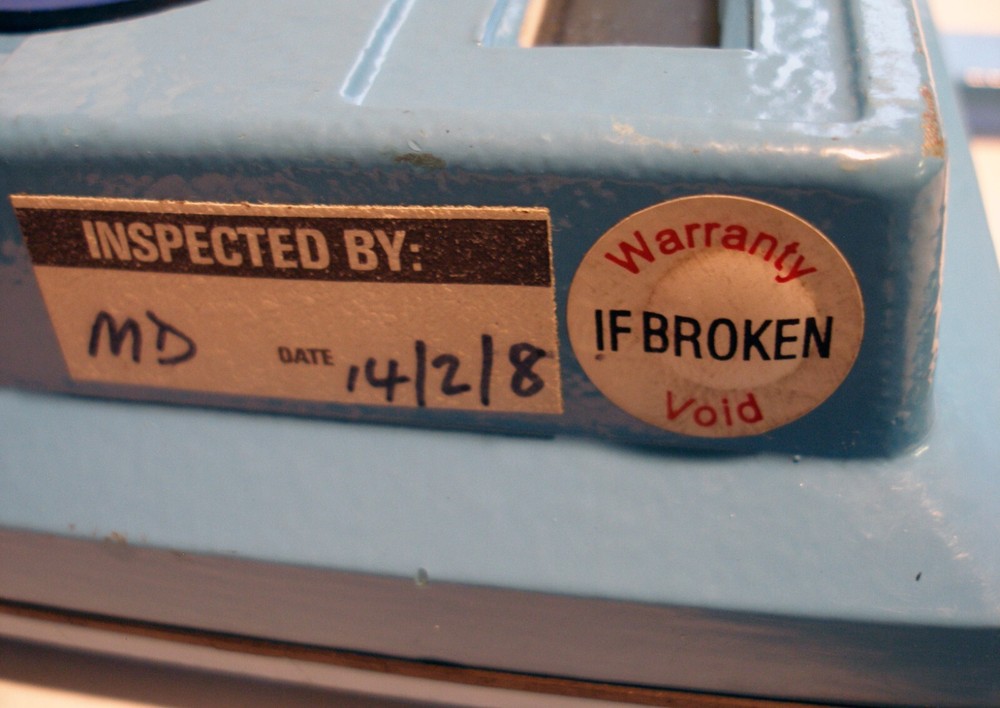 INSPECTED BY:
MD DATE 14/2/8
Warranty
IF BROKEN
Void